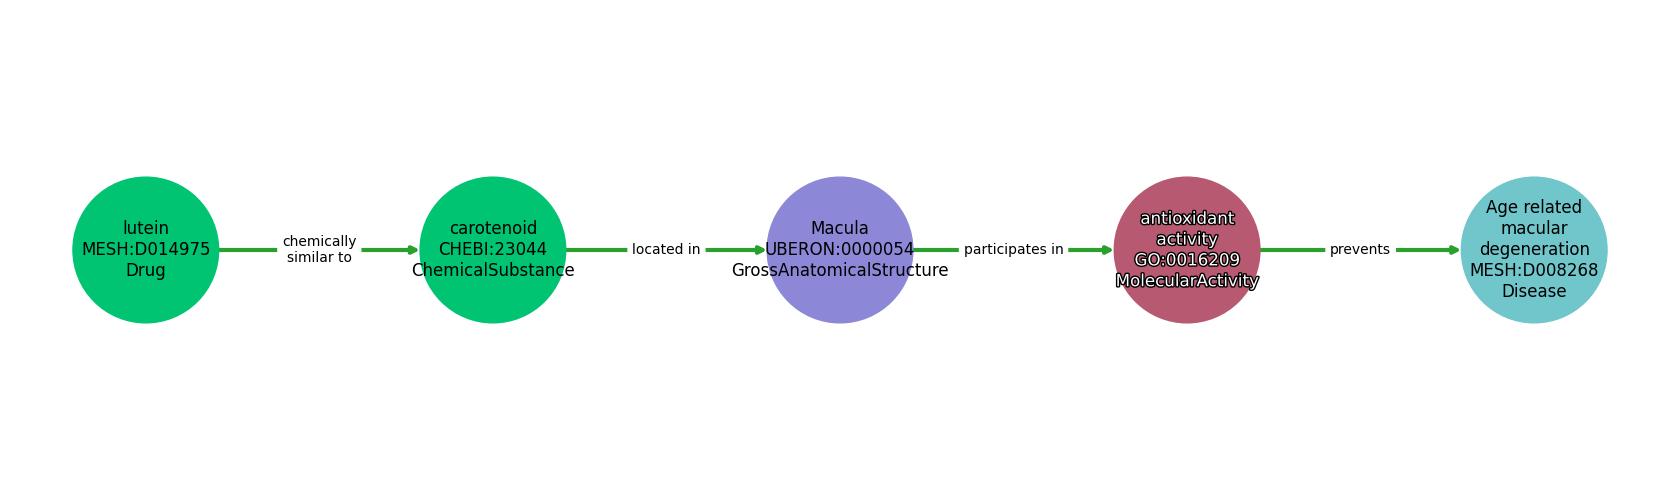 lutein
MESH:D014975
Drug
chemically
similar to
carotenoid
CHEBI:23044
ChemicalSubstance
located in
Macula
UBERON:0000054
GrossAnatomicalStructure
participates in
antioxidant
activity
GO:0016209
MolecularActivity
prevents
Age related
macular
degeneration
MESH:D008268
Disease